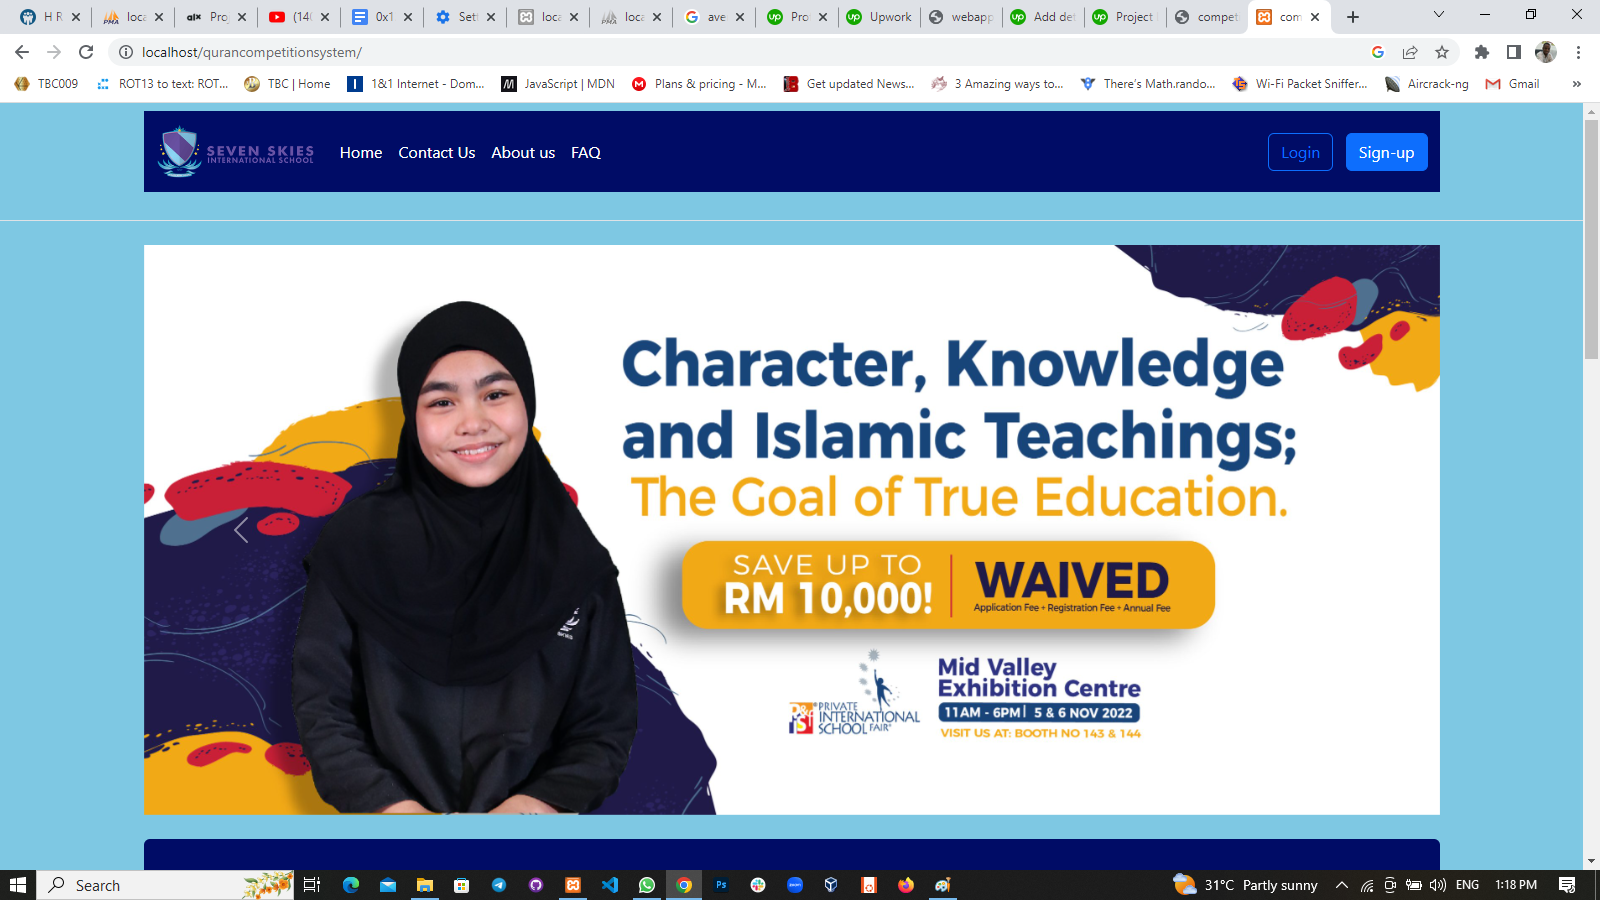 H R
loca
alx Proj
(140
0x1
Sett
loca
loca
ave
Pro
Upwork
webapp
Add det
Project
compet
com
localhost/qurancompetitionsystem/
TBC009
ROT13 to text: ROT...
TBC | Home
1&1 Internet - Dom...
JavaScript | MDN
Plans & pricing - M...
Get updated News...
3 Amazing ways to...
There's Math.rando...
Wi-Fi Packet Sniffer...
Aircrack-ng
Gmail
»
SEVEN SKIES
INTERNATIONAL SCHOOL
Home
Contact Us
About us
FAQ
Login
Sign-up
Character, Knowledge
and Islamic Teachings;
The Goal of True Education.
SAVE UP TO
RM 10,000!
WAIVED
Application Fee + Registration Fee + Annual Fee
SKIES
PRIVATE
INTERNATIONAL
SCHOOL FAIR®
Mid Valley
Exhibition Centre
11AM - 6PM | 5 & 6 NOV 2022
VISIT US AT: BOOTH NO 143 & 144
Search
31°C Partly sunny
ENG
1:18 PM